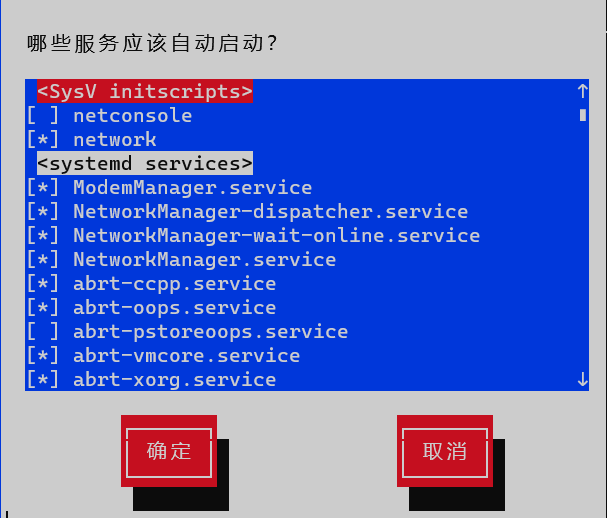 哪些服务应该自动启动?
<SysV initscripts>
[ ] netconsole
[*] network
<systemd services>
[*] ModemManager.service
[*] NetworkManager-dispatcher.service
[*] NetworkManager-wait-online.service
[*] NetworkManager.service
[*] abrt-ccpp.service
[*] abrt-oops.service
[ ] abrt-pstoreoops.service
[*] abrt-vmcore.service
[*] abrt-xorg.service
确定
取消